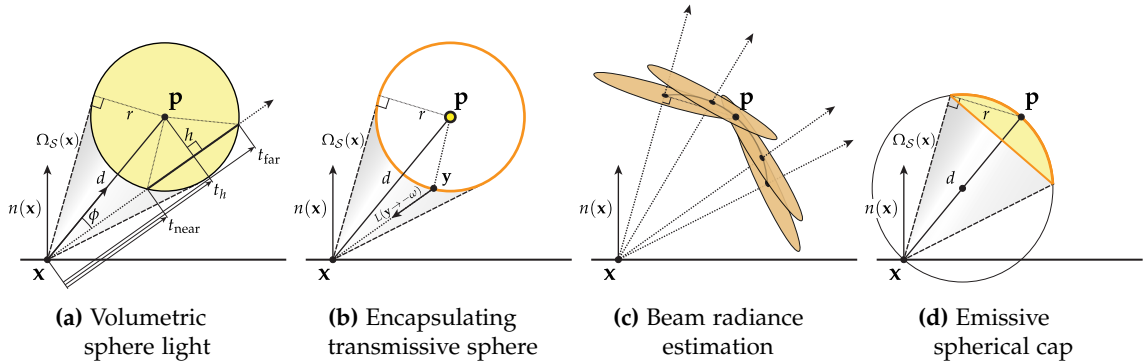 p
r
h
Ω_S(x)
t_far
d
t_h
n(x)
ϕ
t_near
x
(a) Volumetric
sphere light
p
r
Ω_S(x)
d
y
n(x)
L(y→−ω)
x
(b) Encapsulating
transmissive sphere
p
n(x)
x
(c) Beam radiance
estimation
p
r
Ω_S(x)
d
n(x)
x
(d) Emissive
spherical cap